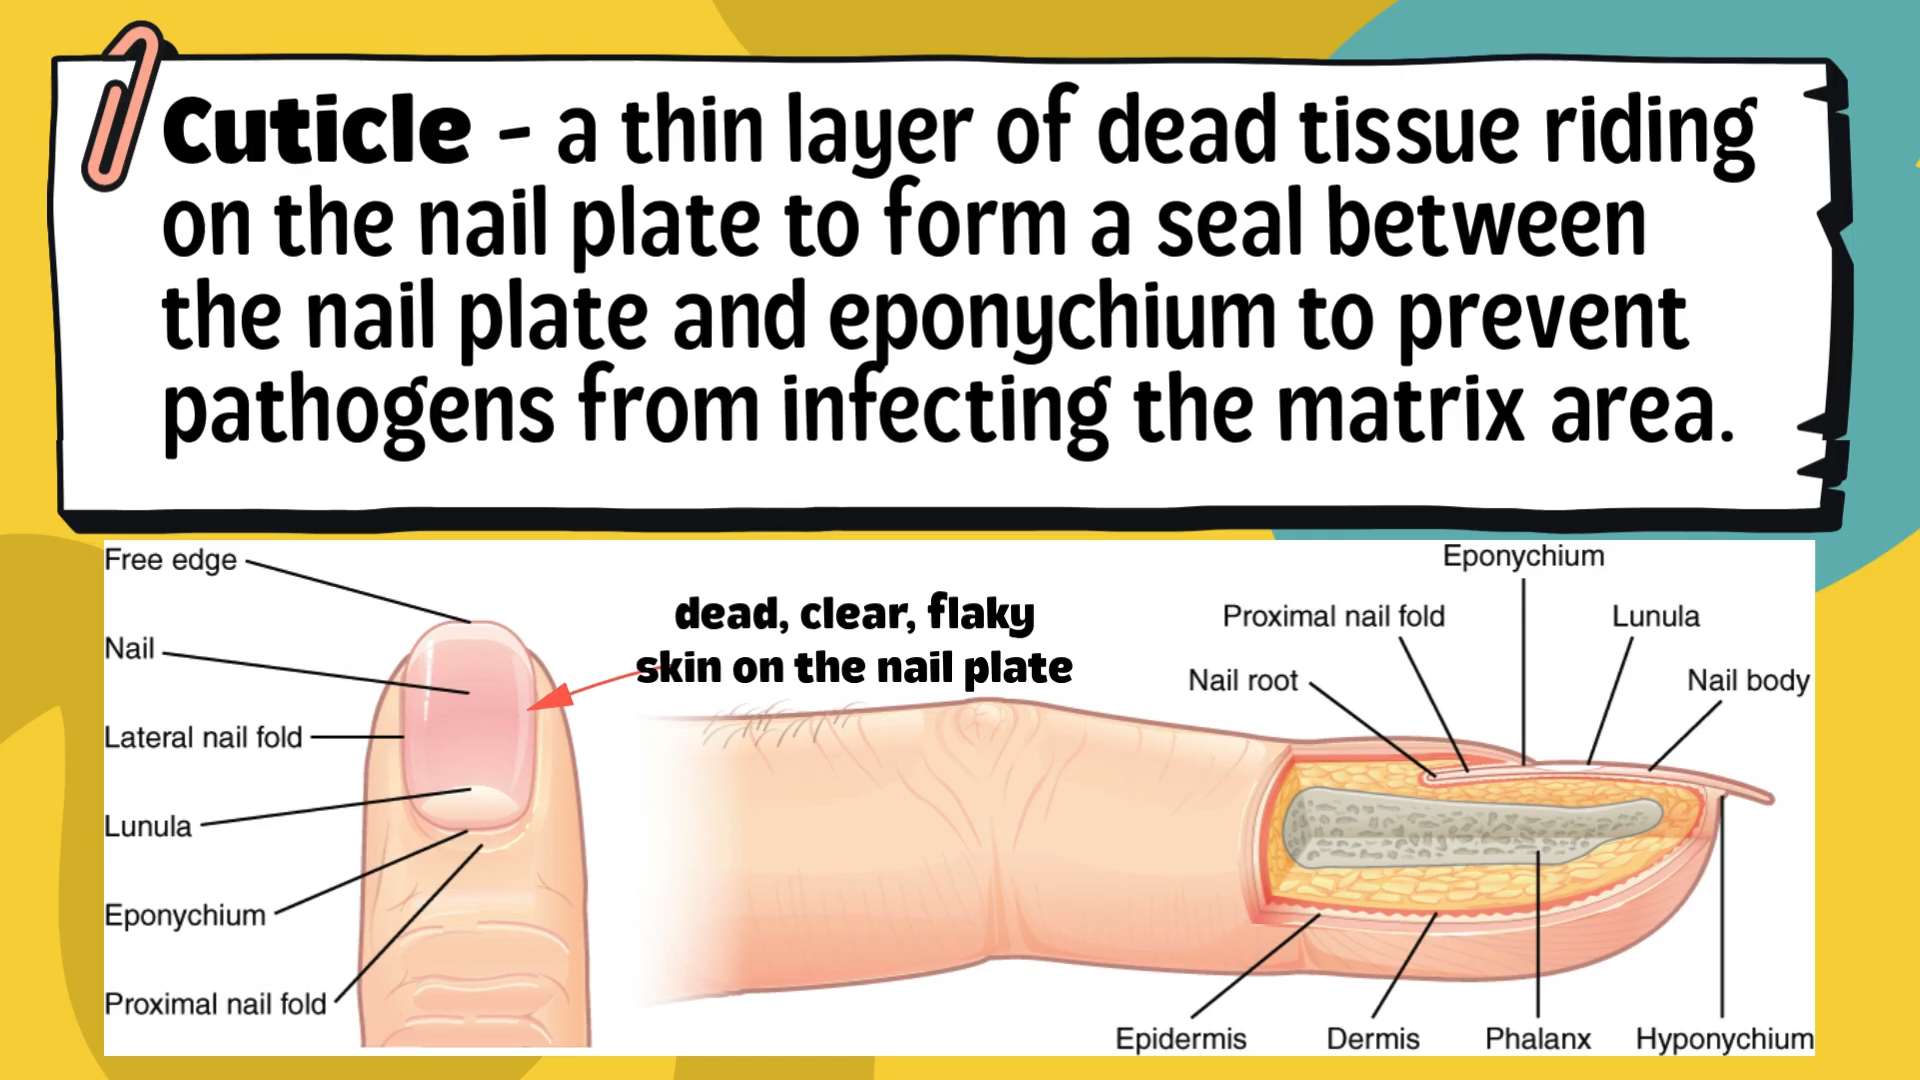 Cuticle - a thin layer of dead tissue riding
on the nail plate to form a seal between
the nail plate and eponychium to prevent
pathogens from infecting the matrix area.
Free edge
Nail
Lateral nail fold
Lunula
Eponychium
Proximal nail fold
dead, clear, flaky
skin on the nail plate
Eponychium
Proximal nail fold
Lunula
Nail root
Nail body
Epidermis
Dermis
Phalanx
Hyponychium